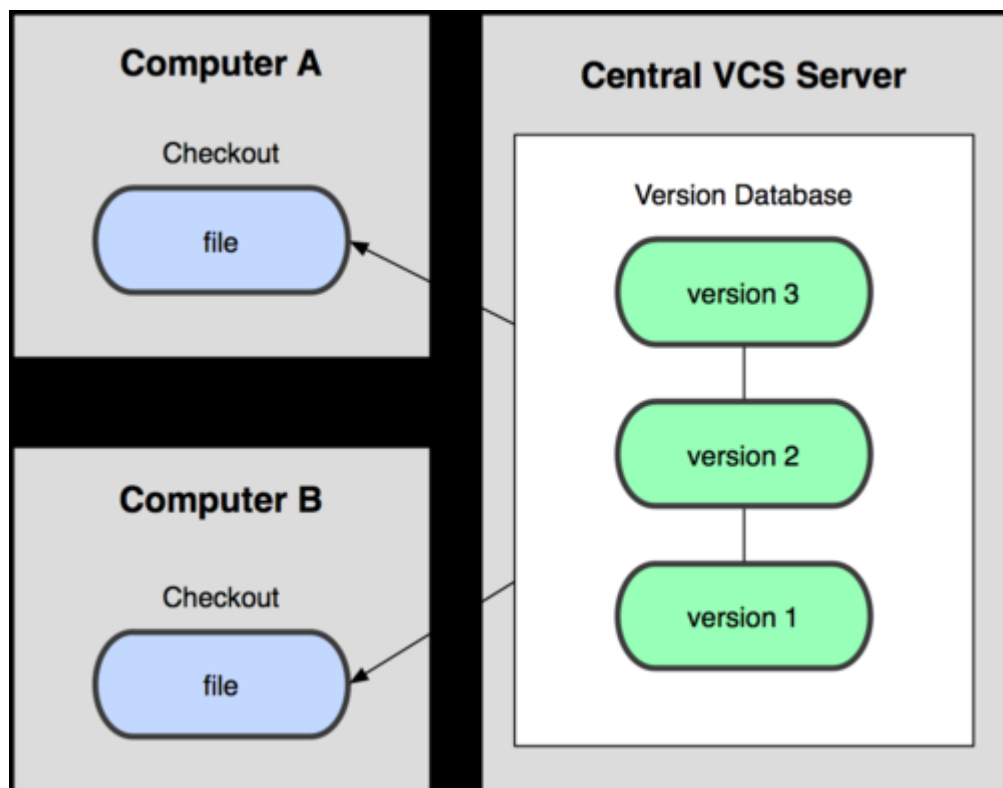 Computer A
Checkout
file
Computer B
Checkout
file
Central VCS Server
Version Database
version 3
version 2
version 1